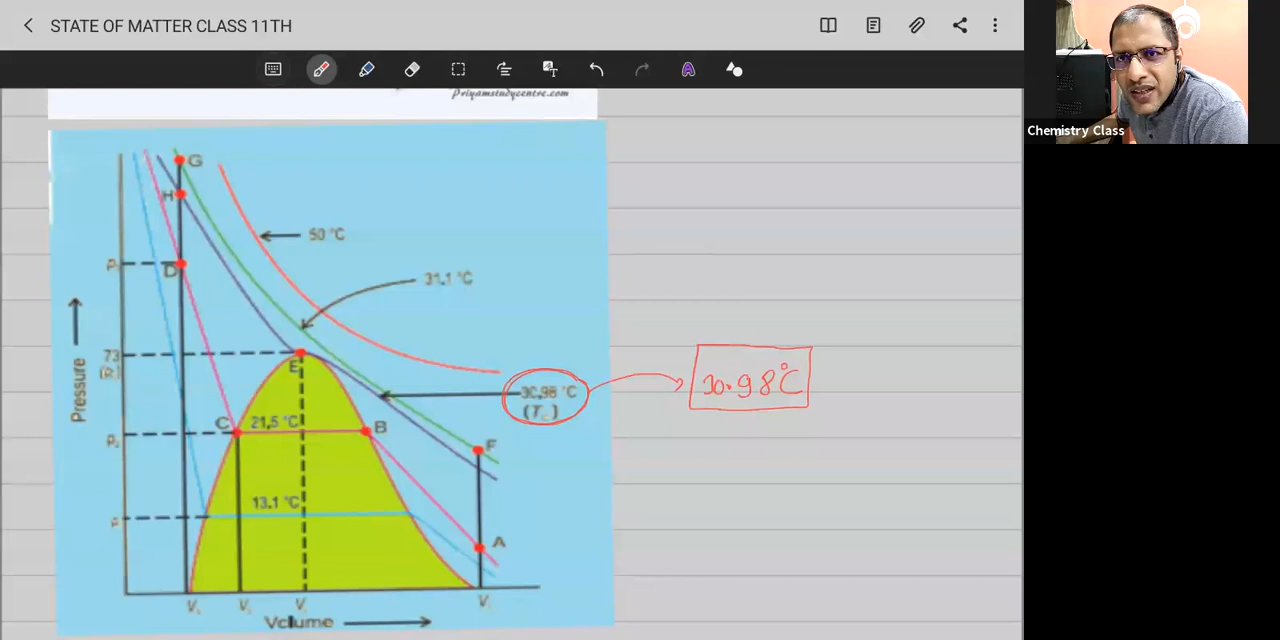 STATE OF MATTER CLASS 11TH
Priyamstudycentre.com
Chemistry Class
G
H
50 °C
31.1 °C
D
73
E
30.98 °C
30.98°C
C
21.5 °C
B
F
13.1 °C
A
Pressure
Volume